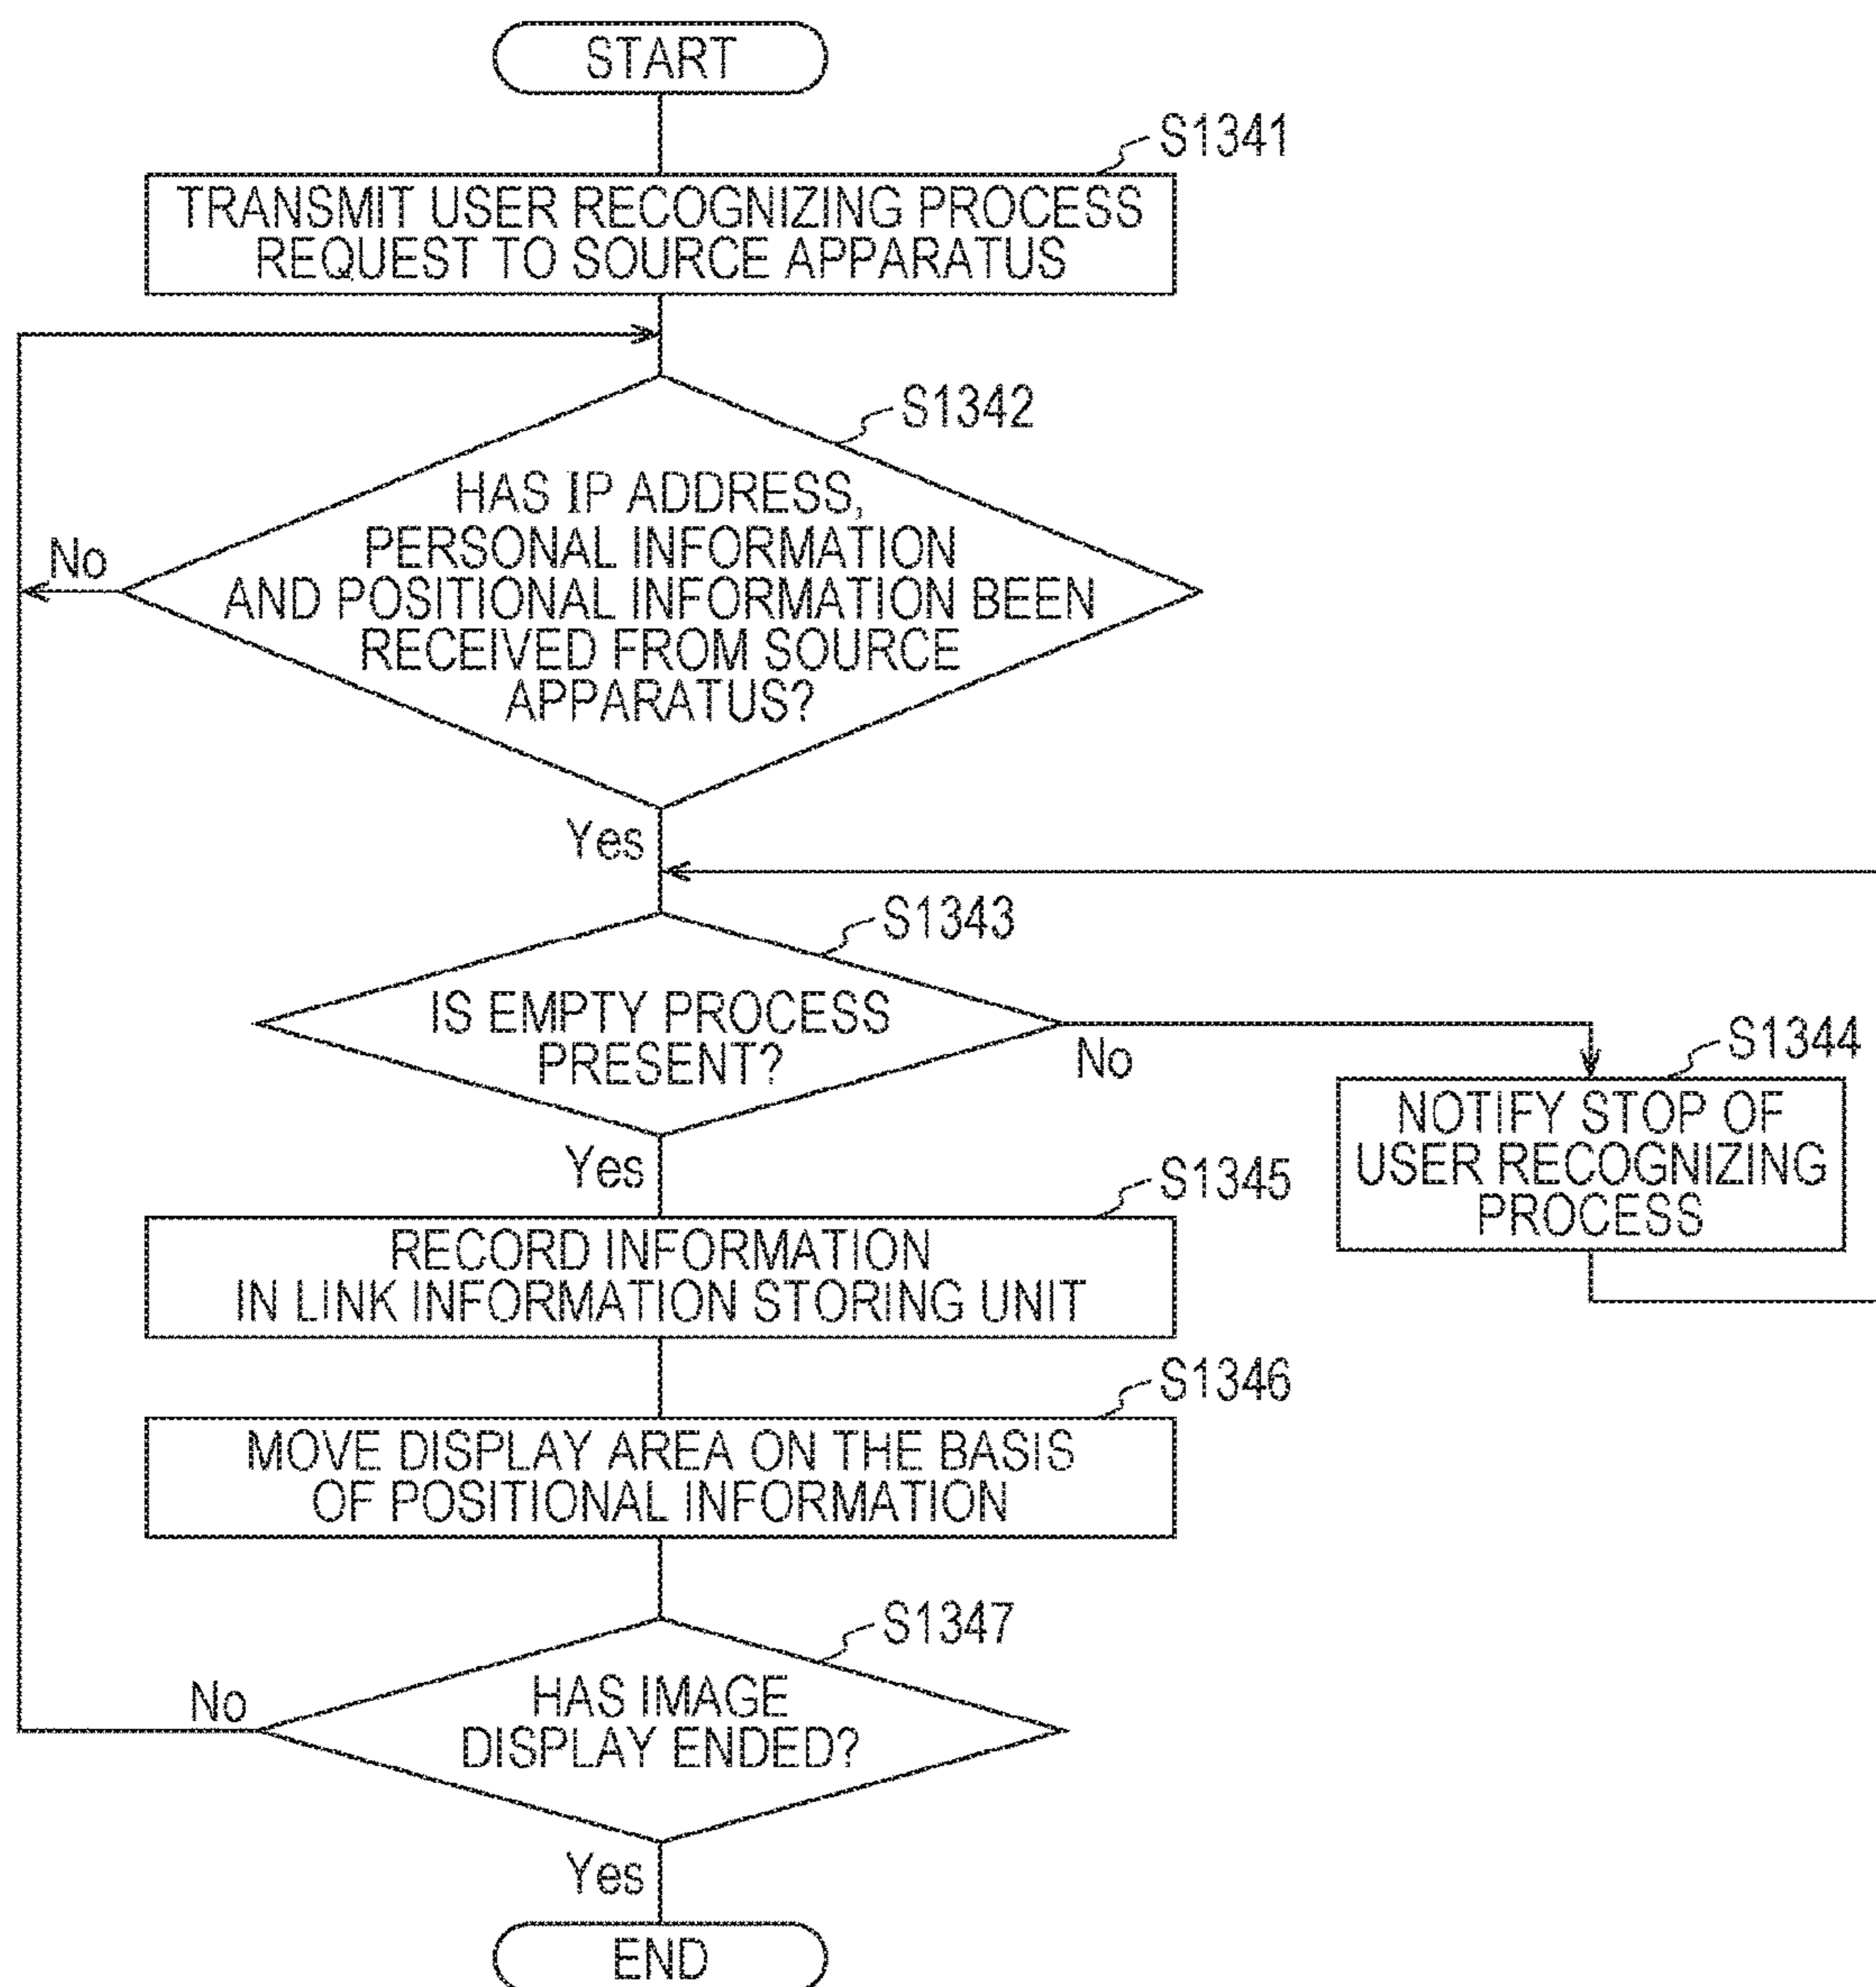 START
S1341
TRANSMIT USER RECOGNIZING PROCESS
REQUEST TO SOURCE APPARATUS
S1342
HAS IP ADDRESS,
PERSONAL INFORMATION
AND POSITIONAL INFORMATION BEEN
RECEIVED FROM SOURCE
APPARATUS?
No
Yes
S1343
IS EMPTY PROCESS
PRESENT?
No
S1344
NOTIFY STOP OF
USER RECOGNIZING
PROCESS
Yes
S1345
RECORD INFORMATION
IN LINK INFORMATION STORING UNIT
S1346
MOVE DISPLAY AREA ON THE BASIS
OF POSITIONAL INFORMATION
S1347
HAS IMAGE
DISPLAY ENDED?
No
Yes
END